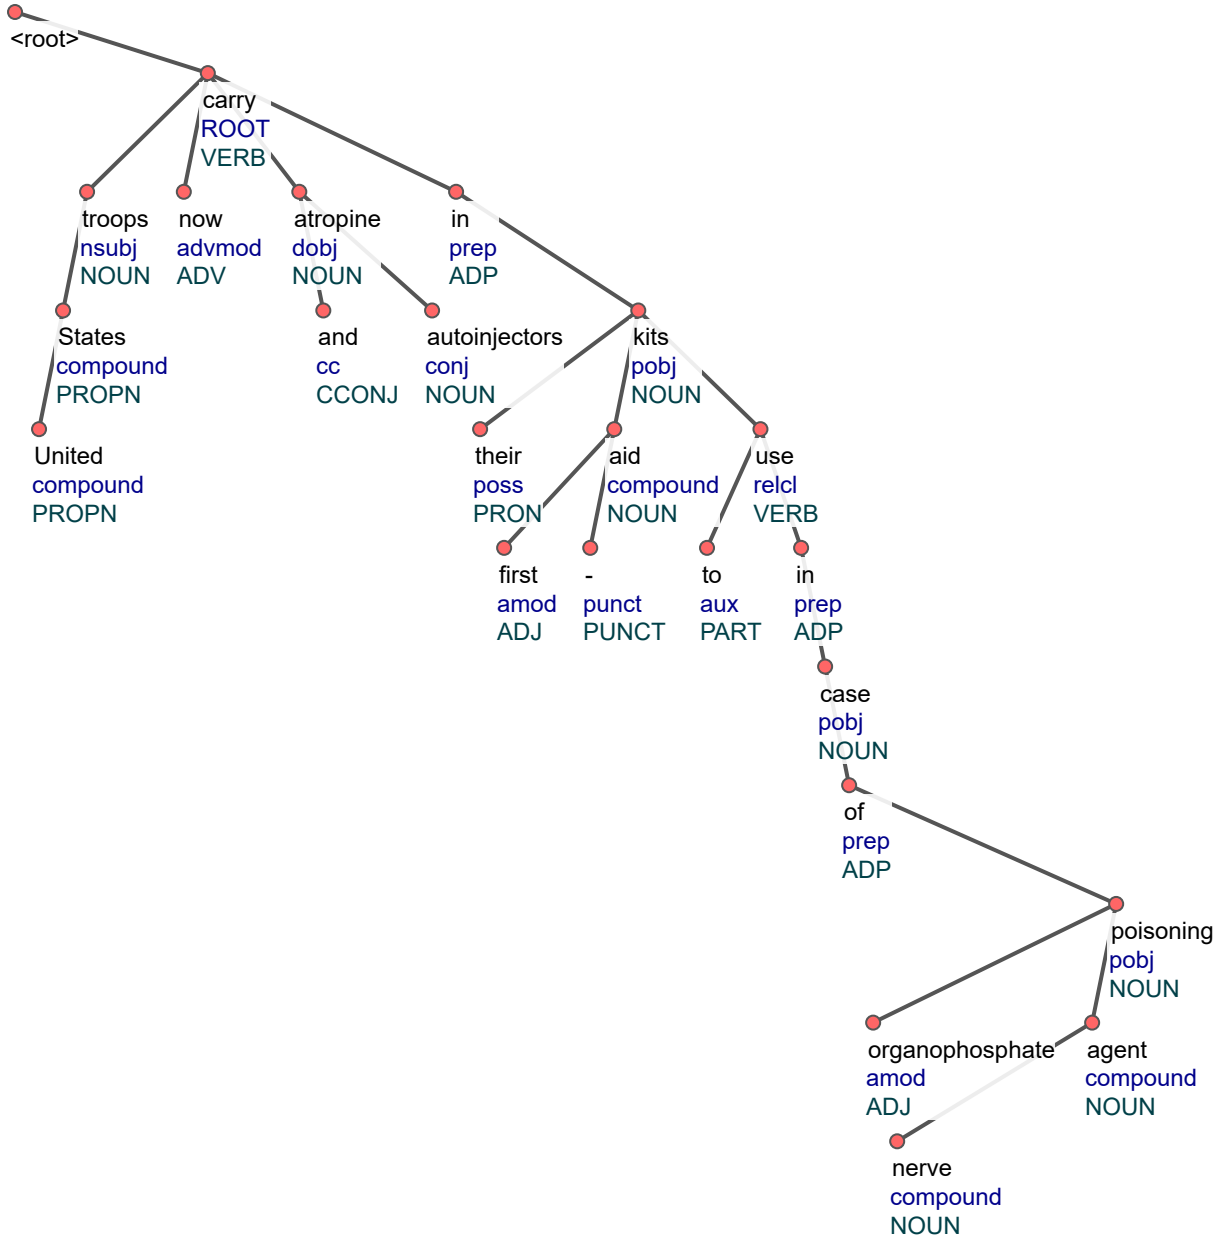 <root>
carry
ROOT
VERB
troops
nsubj
NOUN
now
advmod
ADV
atropine
dobj
NOUN
in
prep
ADP
States
compound
PROPN
and
cc
CCONJ
autoinjectors
conj
NOUN
kits
pobj
NOUN
United
compound
PROPN
their
poss
PRON
aid
compound
NOUN
use
relcl
VERB
first
amod
ADJ
-
punct
PUNCT
to
aux
PART
in
prep
ADP
case
pobj
NOUN
of
prep
ADP
poisoning
pobj
NOUN
organophosphate
amod
ADJ
agent
compound
NOUN
nerve
compound
NOUN